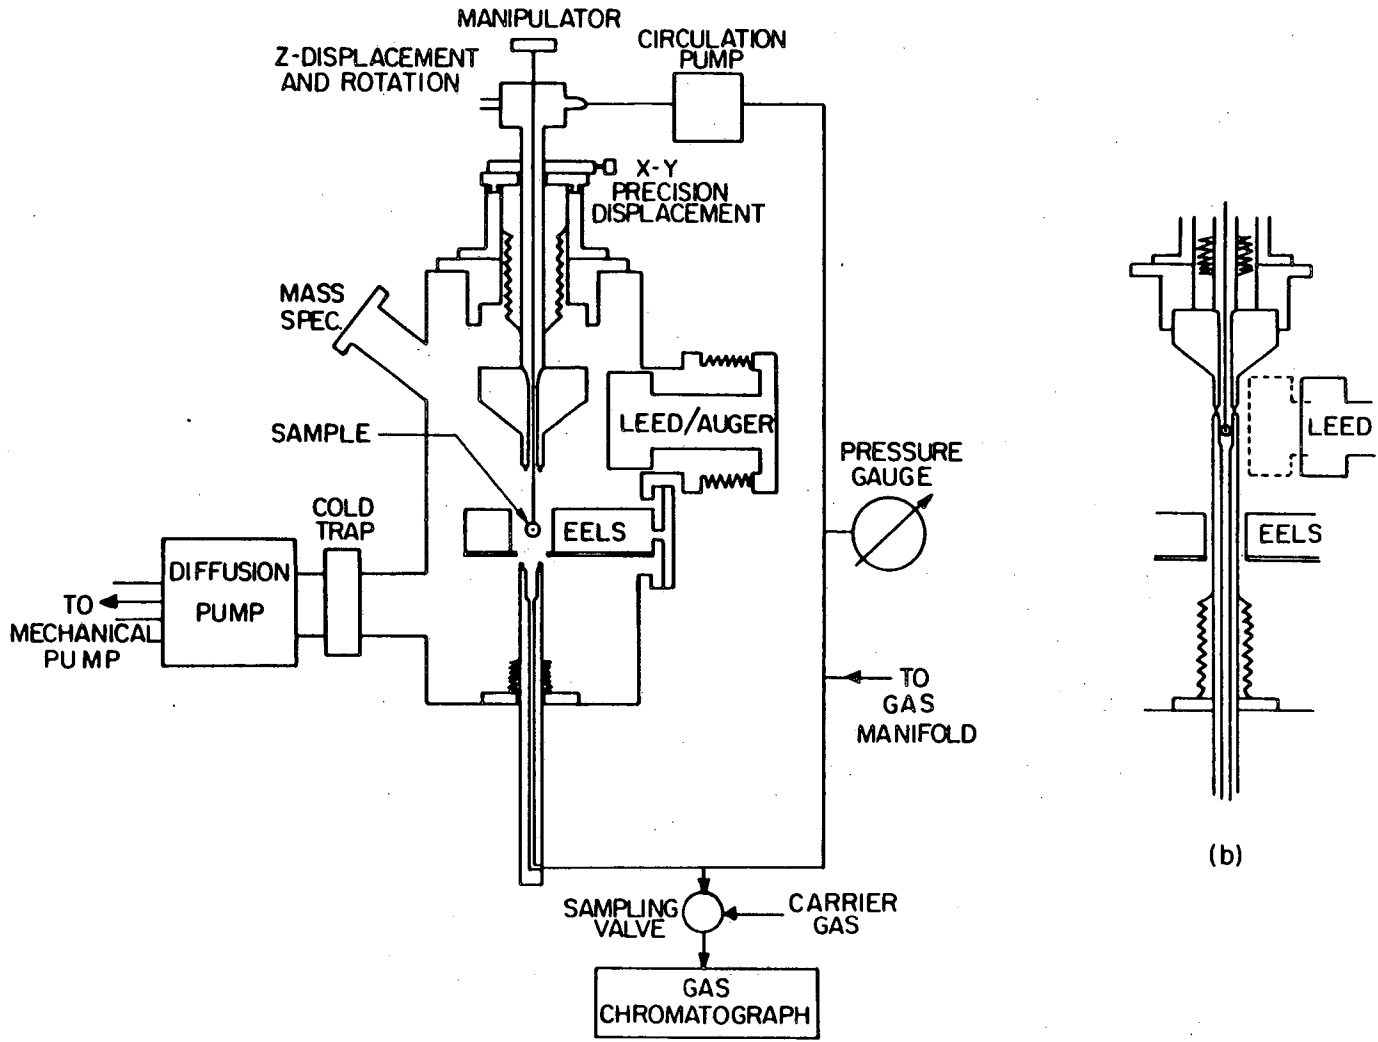 MANIPULATOR
Z-DISPLACEMENT
AND ROTATION
CIRCULATION
PUMP
X-Y
PRECISION
DISPLACEMENT
MASS
SPEC.
LEED/AUGER
SAMPLE
PRESSURE
GAUGE
COLD
TRAP
EELS
DIFFUSION
PUMP
TO
MECHANICAL
PUMP
TO
GAS
MANIFOLD
SAMPLING
VALVE
CARRIER
GAS
GAS
CHROMATOGRAPH
LEED
EELS
(b)